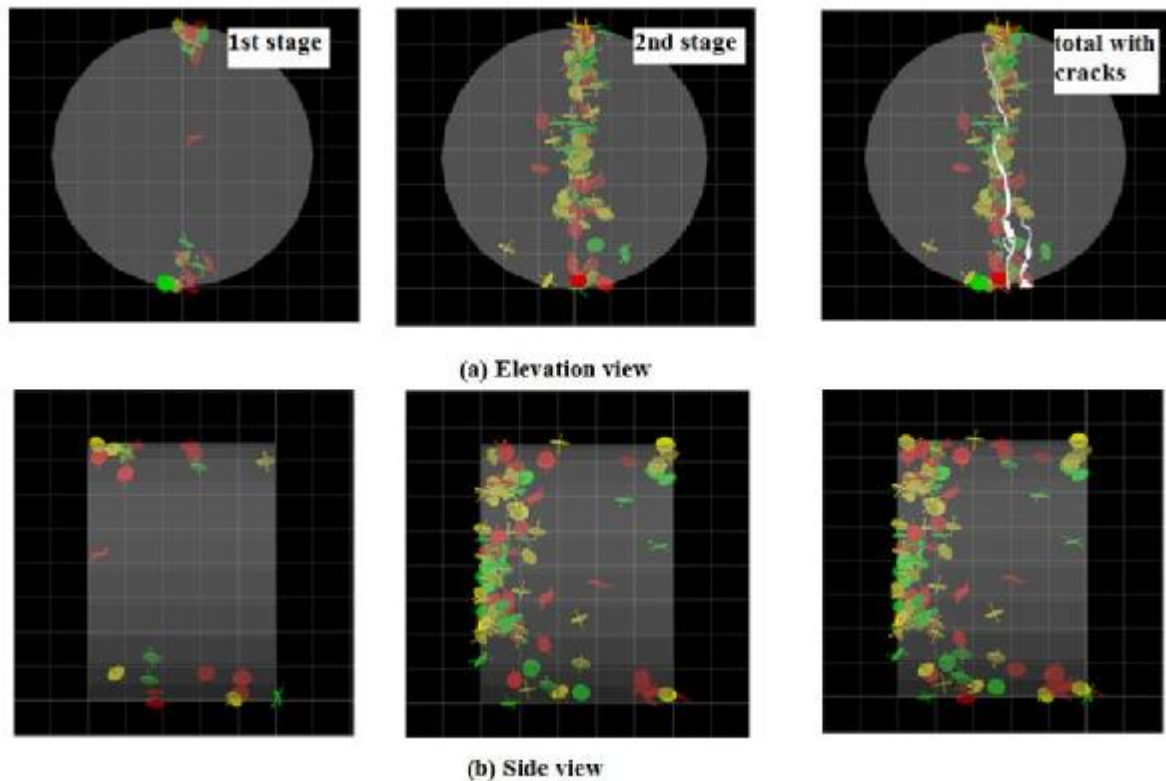 1st stage
2nd stage
total with
cracks
(a) Elevation view
(b) Side view